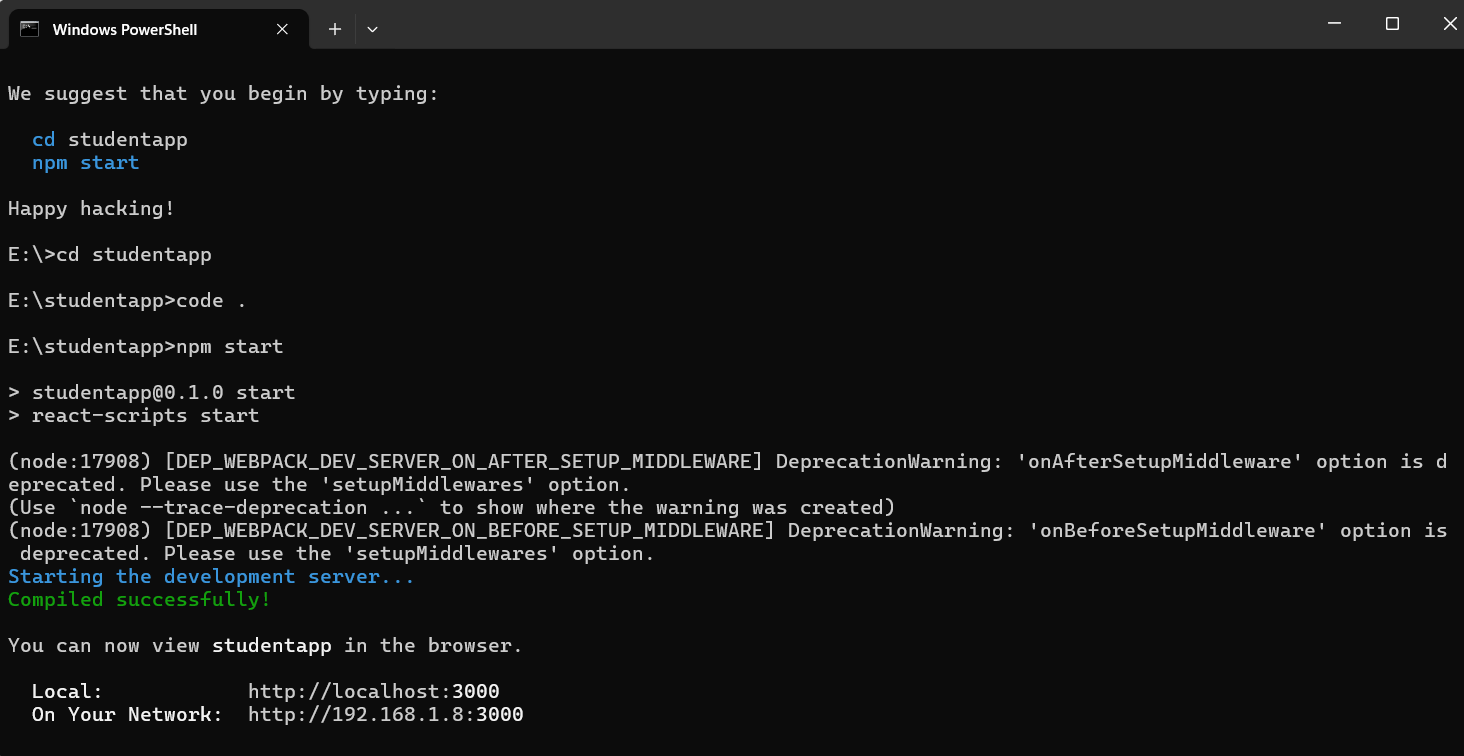 Windows PowerShell
We suggest that you begin by typing:
cd studentapp
npm start
Happy hacking!
E:\>cd studentapp
E:\studentapp>code .
E:\studentapp>npm start
> studentapp@0.1.0 start
> react-scripts start
(node:17908) [DEP_WEBPACK_DEV_SERVER_ON_AFTER_SETUP_MIDDLEWARE] DeprecationWarning: 'onAfterSetupMiddleware' option is d
eprecated. Please use the 'setupMiddlewares' option.
(Use `node --trace-deprecation ...` to show where the warning was created)
(node:17908) [DEP_WEBPACK_DEV_SERVER_ON_BEFORE_SETUP_MIDDLEWARE] DeprecationWarning: 'onBeforeSetupMiddleware' option is
deprecated. Please use the 'setupMiddlewares' option.
Starting the development server...
Compiled successfully!
You can now view studentapp in the browser.
Local: http://localhost:3000
On Your Network: http://192.168.1.8:3000